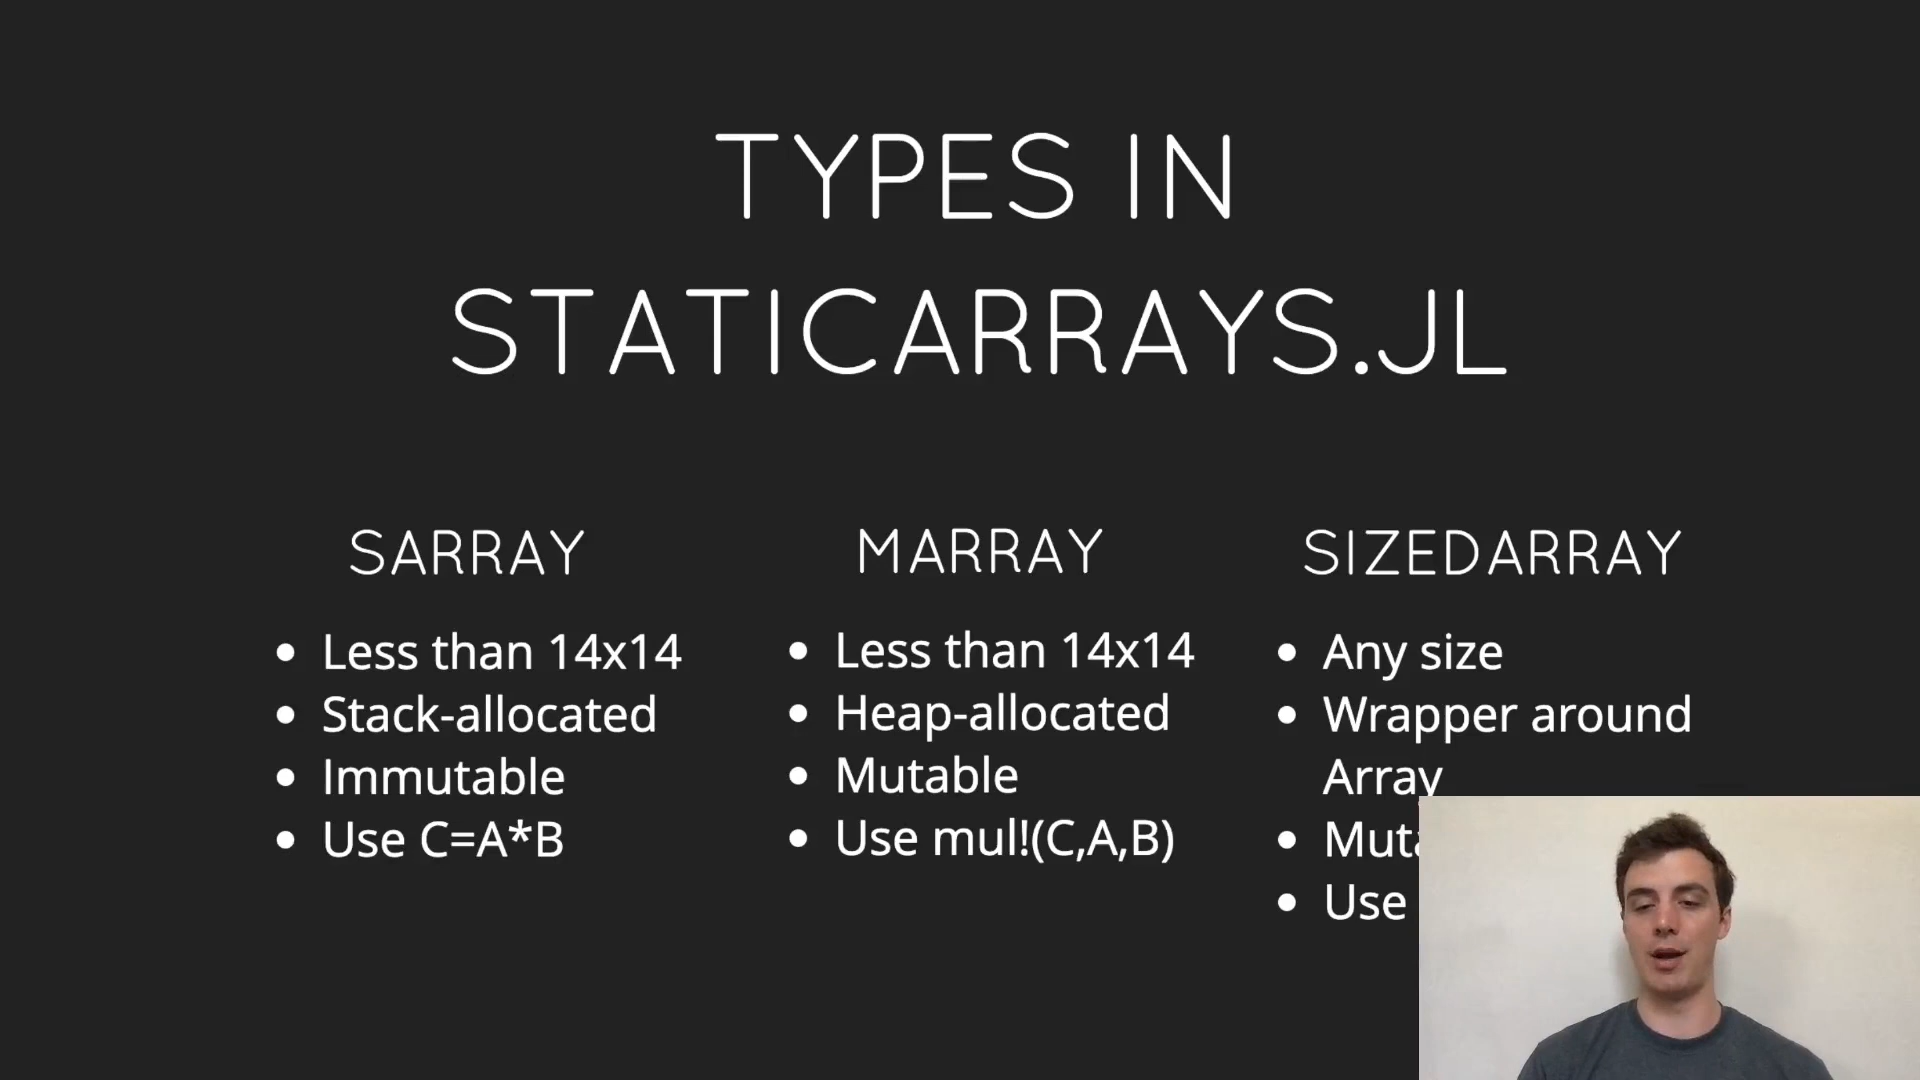 TYPES IN
STATICARRAYS.JL
SARRAY
• Less than 14x14
• Stack-allocated
• Immutable
• Use C=A*B
MARRAY
• Less than 14x14
• Heap-allocated
• Mutable
• Use mul!(C,A,B)
SIZEDARRAY
• Any size
• Wrapper around
Array
• Use